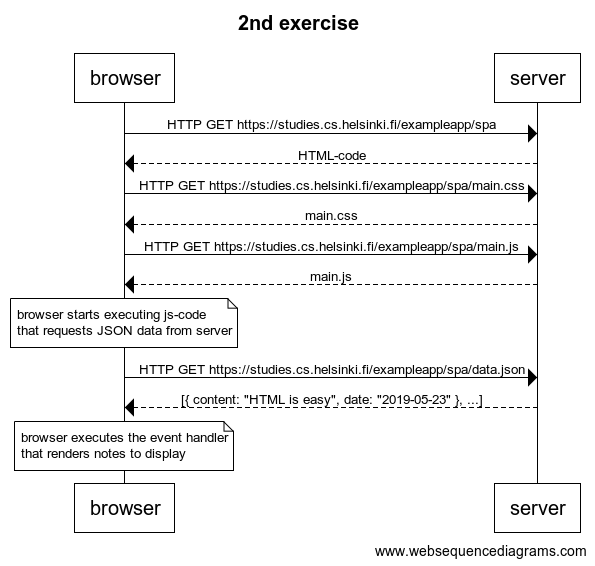 2nd exercise
browser
server
HTTP GET https://studies.cs.helsinki.fi/exampleapp/spa
HTML-code
HTTP GET https://studies.cs.helsinki.fi/exampleapp/spa/main.css
main.css
HTTP GET https://studies.cs.helsinki.fi/exampleapp/spa/main.js
main.js
browser starts executing js-code
that requests JSON data from server
HTTP GET https://studies.cs.helsinki.fi/exampleapp/spa/data.json
[{ content: "HTML is easy", date: "2019-05-23" }, ...]
browser executes the event handler
that renders notes to display
browser
server
www.websequencediagrams.com